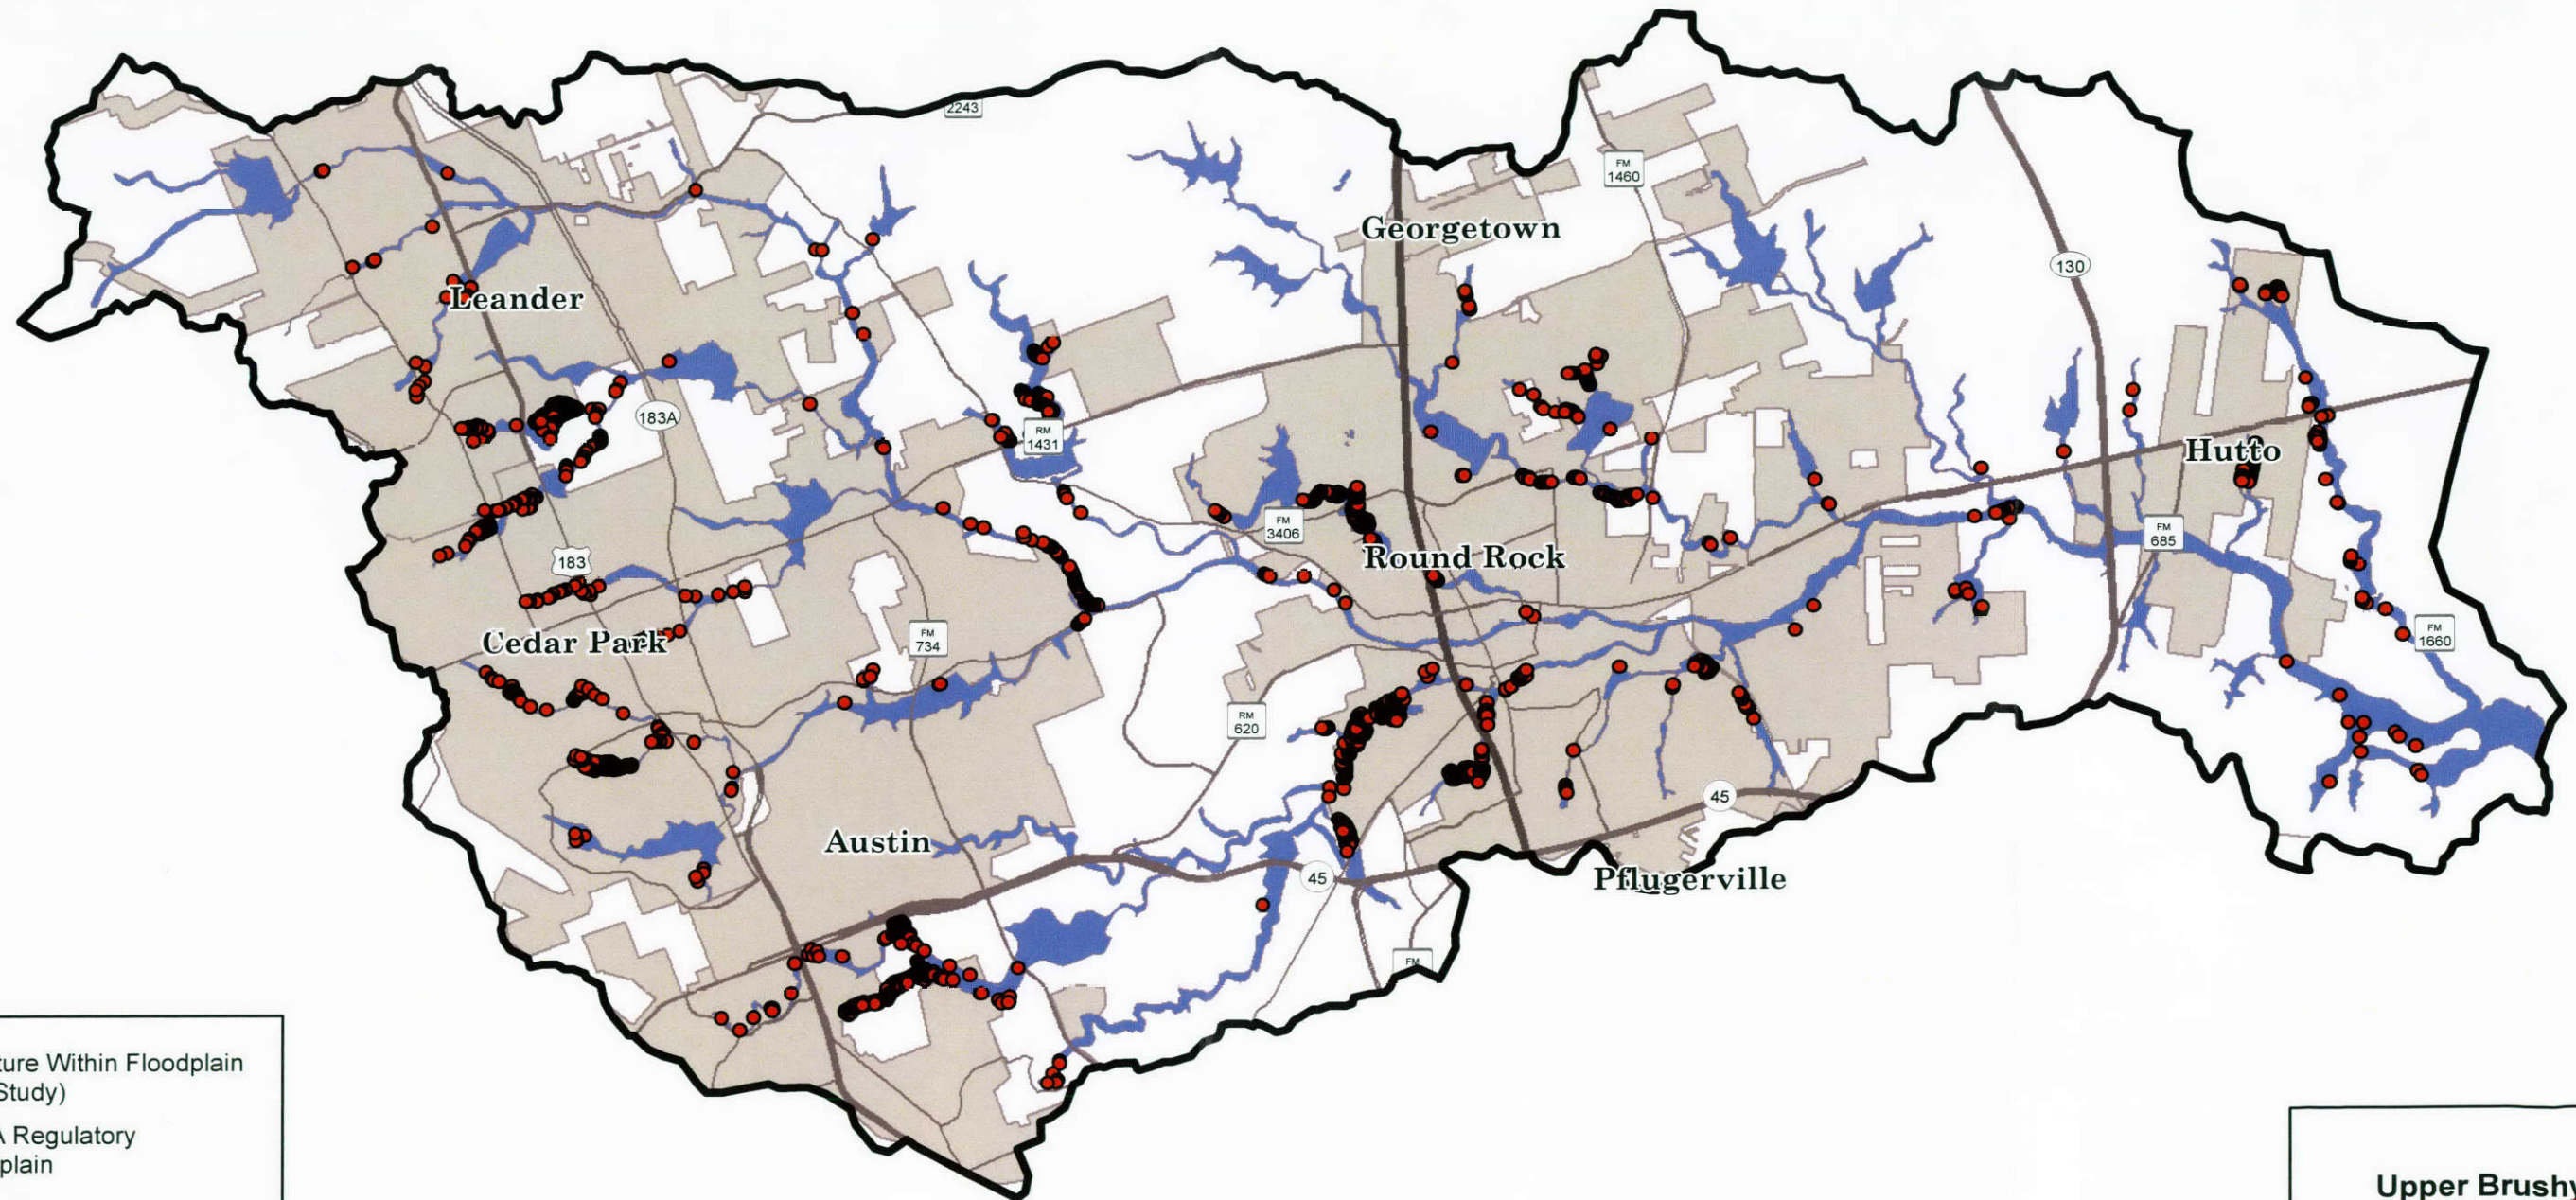 2243
FM
1460
Georgetown
130
Leander
183A
RM
1431
Hutto
FM
3406
FM
685
183
Round Rock
Cedar Park
FM
734
FM
1660
RM
620
45
Austin
45
Pflugerville
FM
ture Within Floodplain
Study)
A Regulatory
plain
Upper Brushy